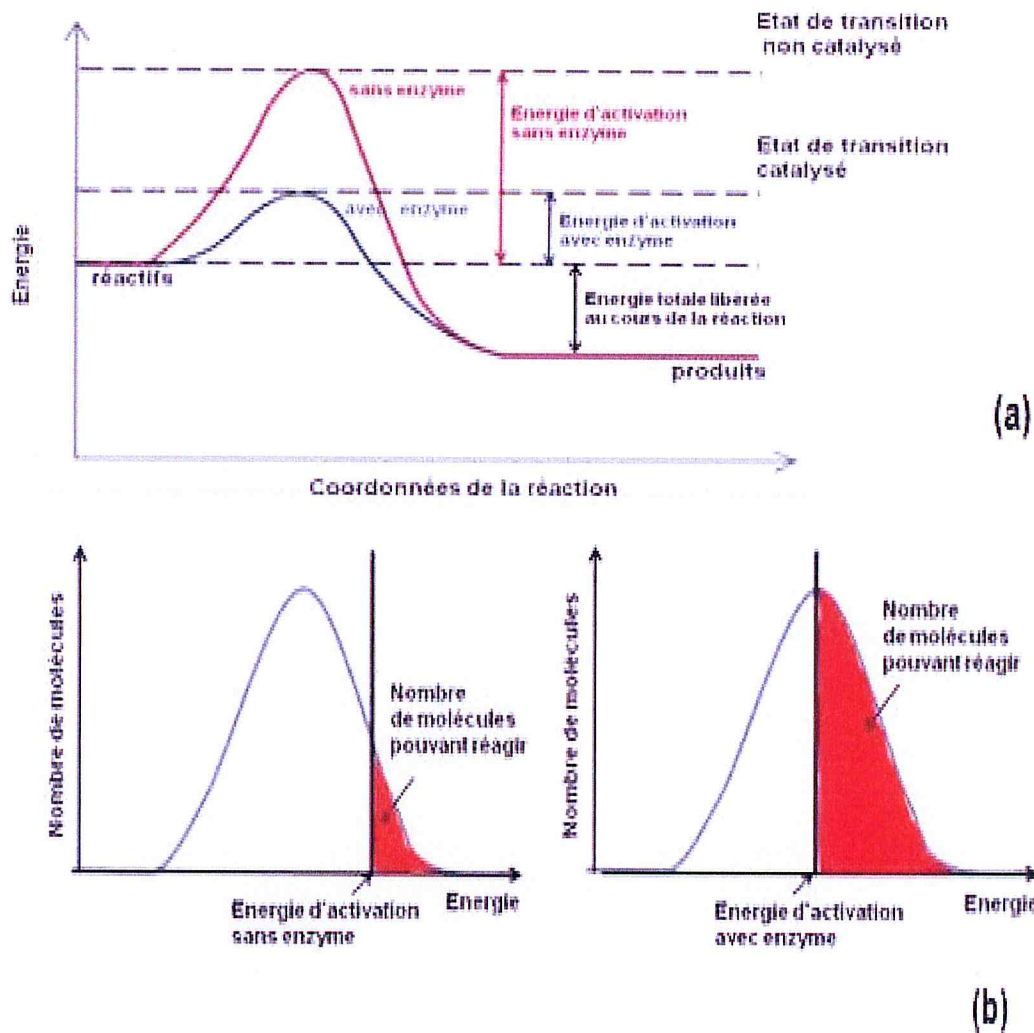 Etat de transition
non catalysé
sans enzyme
Energie d'activation
sans enzyme
Etat de transition
catalysé
avec enzyme
Energie d'activation
avec enzyme
réactifs
Energie totale libérée
au cours de la réaction
produits
Energie
Coordonnées de la réaction
(a)
Nombre de molécules
Nombre
de molécules
pouvant réagir
Energie
Énergie d'activation
sans enzyme
Nombre de molécules
Nombre
de molécules
pouvant réagir
Energie
Énergie d'activation
avec enzyme
(b)